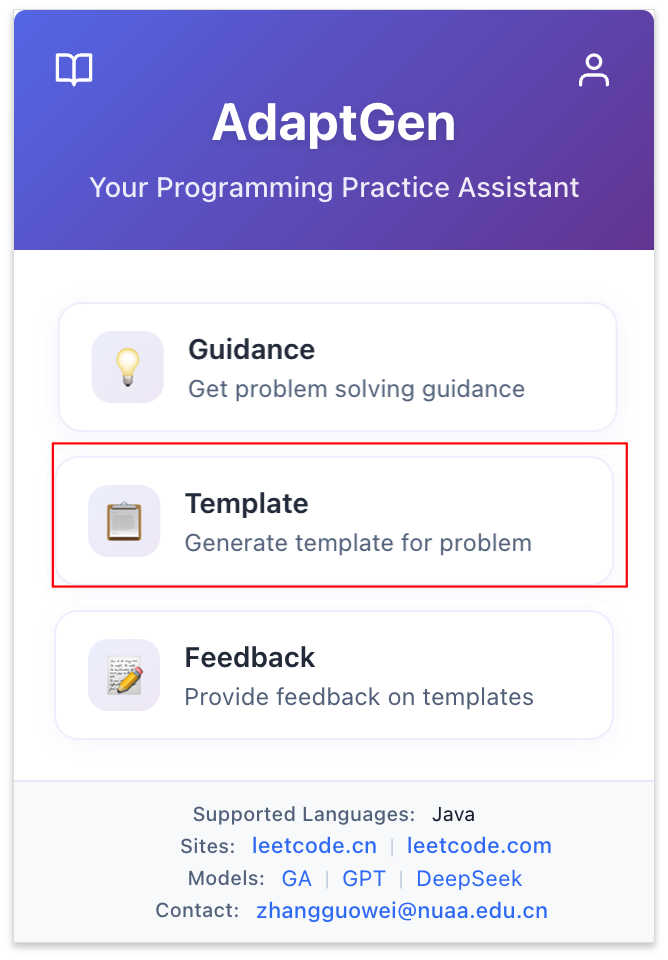 AdaptGen
Your Programming Practice Assistant
Guidance
Get problem solving guidance
Template
Generate template for problem
Feedback
Provide feedback on templates
Supported Languages: Java
Sites: leetcode.cn | leetcode.com
Models: GA | GPT | DeepSeek
Contact: zhangguowei@nuaa.edu.cn